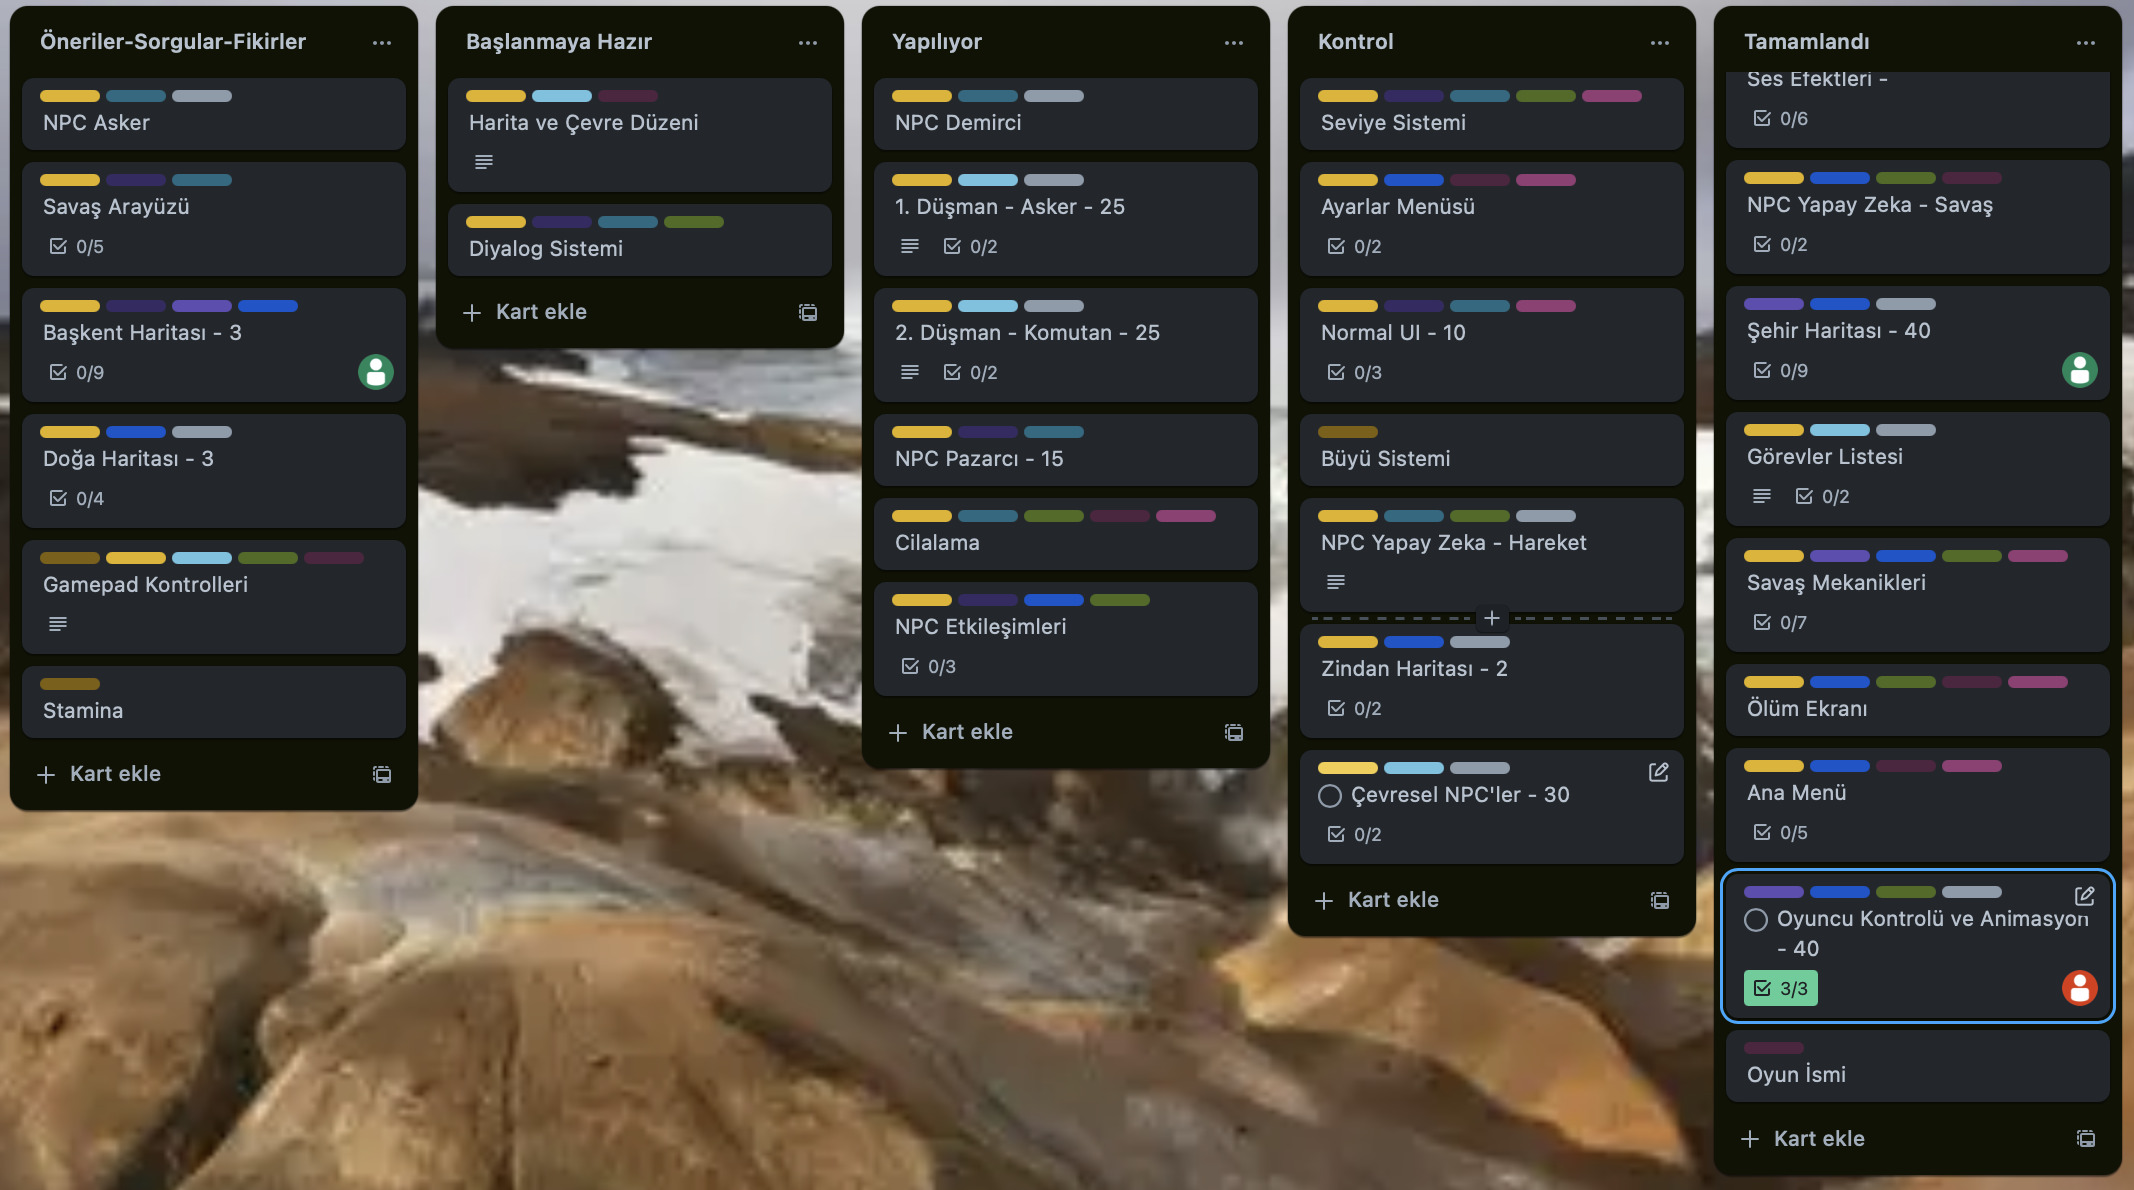 Öneriler-Sorgular-Fikirler
NPC Asker
Savaş Arayüzü
0/5
Başkent Haritası - 3
0/9
Doğa Haritası - 3
0/4
Gamepad Kontrolleri
Stamina
Kart ekle
Başlanmaya Hazır
Harita ve Çevre Düzeni
Diyalog Sistemi
Kart ekle
Yapılıyor
NPC Demirci
1. Düşman - Asker - 25
0/2
2. Düşman - Komutan - 25
0/2
NPC Pazarcı - 15
Cilalama
NPC Etkileşimleri
0/3
Kart ekle
Kontrol
Seviye Sistemi
Ayarlar Menüsü
0/2
Normal UI - 10
0/3
Büyü Sistemi
NPC Yapay Zeka - Hareket
Zindan Haritası - 2
0/2
Çevresel NPC'ler - 30
0/2
Kart ekle
Tamamlandı
Ses Efektleri -
0/6
NPC Yapay Zeka - Savaş
0/2
Şehir Haritası - 40
0/9
Görevler Listesi
0/2
Savaş Mekanikleri
0/7
Ölüm Ekranı
Ana Menü
0/5
Oyuncu Kontrolü ve Animasyon
- 40
3/3
Oyun İsmi
Kart ekle